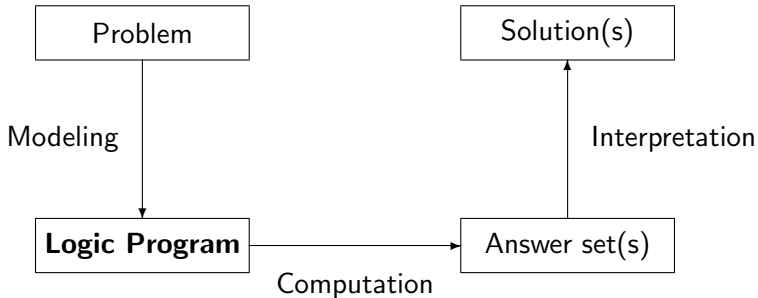 Problem
Solution(s)
Modeling
Interpretation
Logic Program
Answer set(s)
Computation